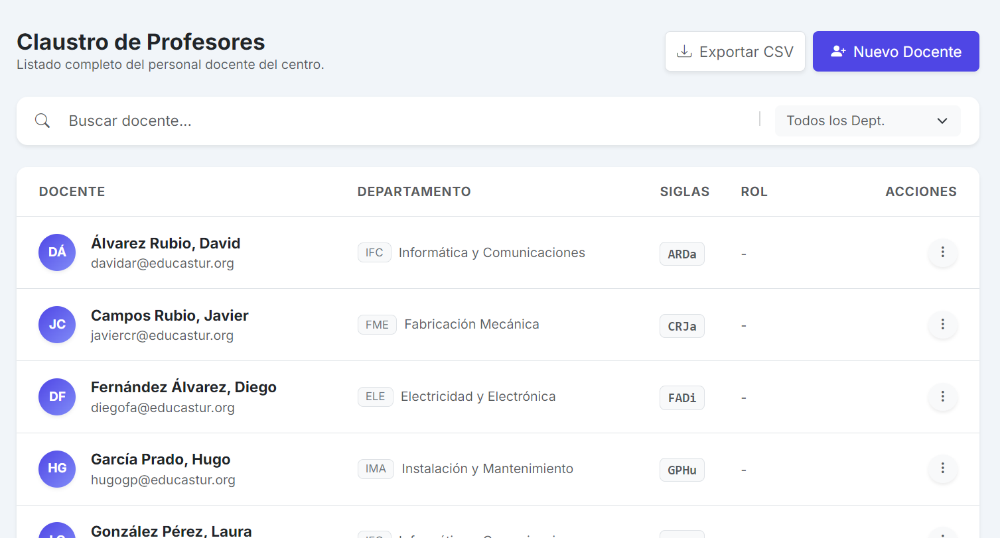 Claustro de Profesores
Listado completo del personal docente del centro.
Exportar CSV
Nuevo Docente
Buscar docente...
Todos los Dept.
DOCENTE DEPARTAMENTO SIGLAS ROL ACCIONES
DÁ Álvarez Rubio, David
davidar@educastur.org
IFC Informática y Comunicaciones ARDa -
JC Campos Rubio, Javier
javiercr@educastur.org
FME Fabricación Mecánica CRJa -
DF Fernández Álvarez, Diego
diegofa@educastur.org
ELE Electricidad y Electrónica FADi -
HG García Prado, Hugo
hugogp@educastur.org
IMA Instalación y Mantenimiento GPHu -
González Pérez, Laura